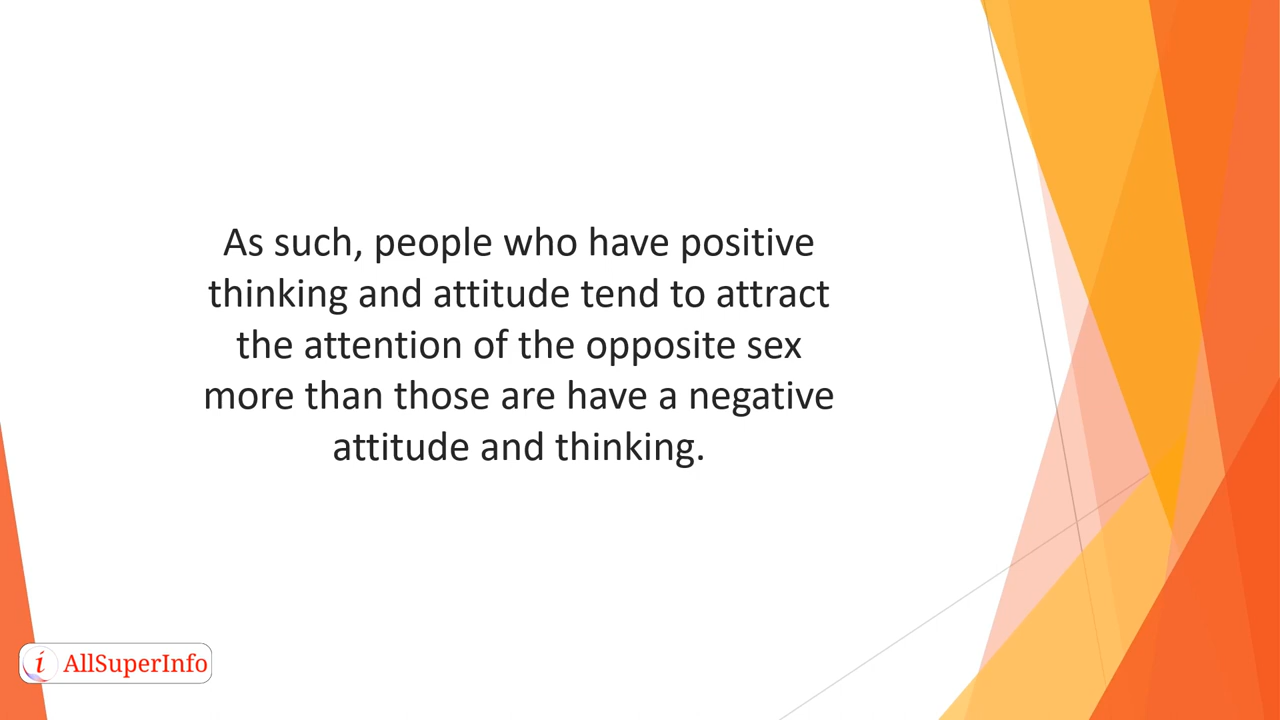 As such, people who have positive
thinking and attitude tend to attract
the attention of the opposite sex
more than those are have a negative
attitude and thinking.
i AllSuperInfo